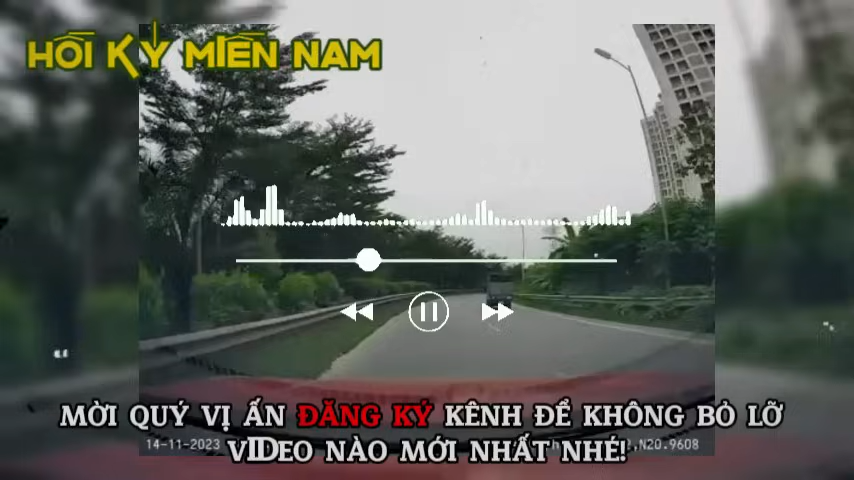 HỒI KÝ MIỀN NAM
MỜI QUÝ VỊ ẤN ĐĂNG KÝ KÊNH ĐỂ KHÔNG BỎ LỠ
14-11-2023
VIDEO NÀO MỚI NHẤT NHÉ!
,N20.9608